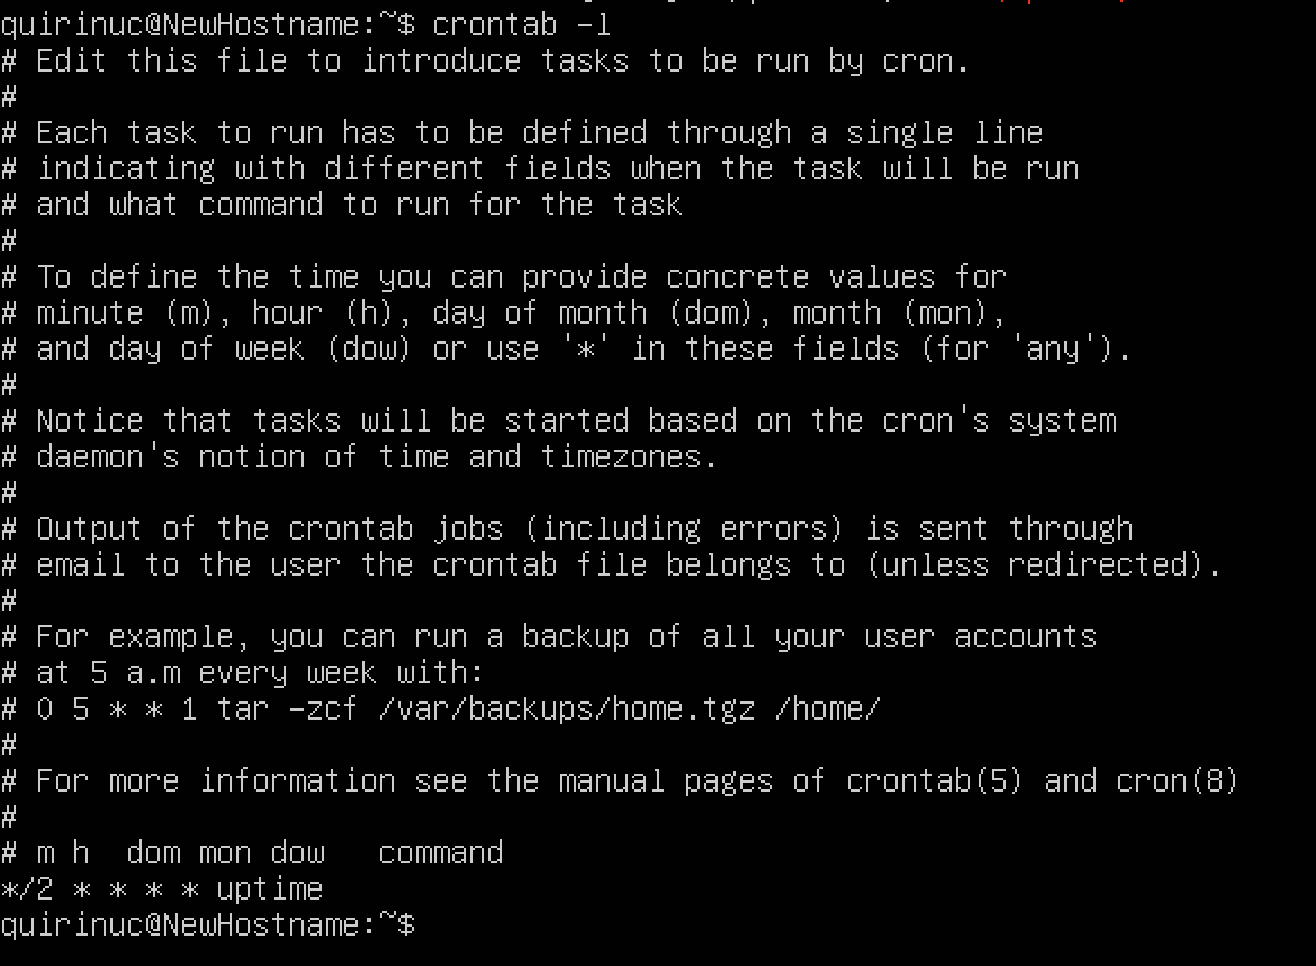 quirinuc@NewHostname:~$ crontab -l
# Edit this file to introduce tasks to be run by cron.
#
# Each task to run has to be defined through a single line
# indicating with different fields when the task will be run
# and what command to run for the task
#
# To define the time you can provide concrete values for
# minute (m), hour (h), day of month (dom), month (mon),
# and day of week (dow) or use '*' in these fields (for 'any').
#
# Notice that tasks will be started based on the cron's system
# daemon's notion of time and timezones.
#
# Output of the crontab jobs (including errors) is sent through
# email to the user the crontab file belongs to (unless redirected).
#
# For example, you can run a backup of all your user accounts
# at 5 a.m every week with:
# 0 5 * * 1 tar -zcf /var/backups/home.tgz /home/
#
# For more information see the manual pages of crontab(5) and cron(8)
#
# m h  dom mon dow   command
*/2 * * * * uptime
quirinuc@NewHostname:~$